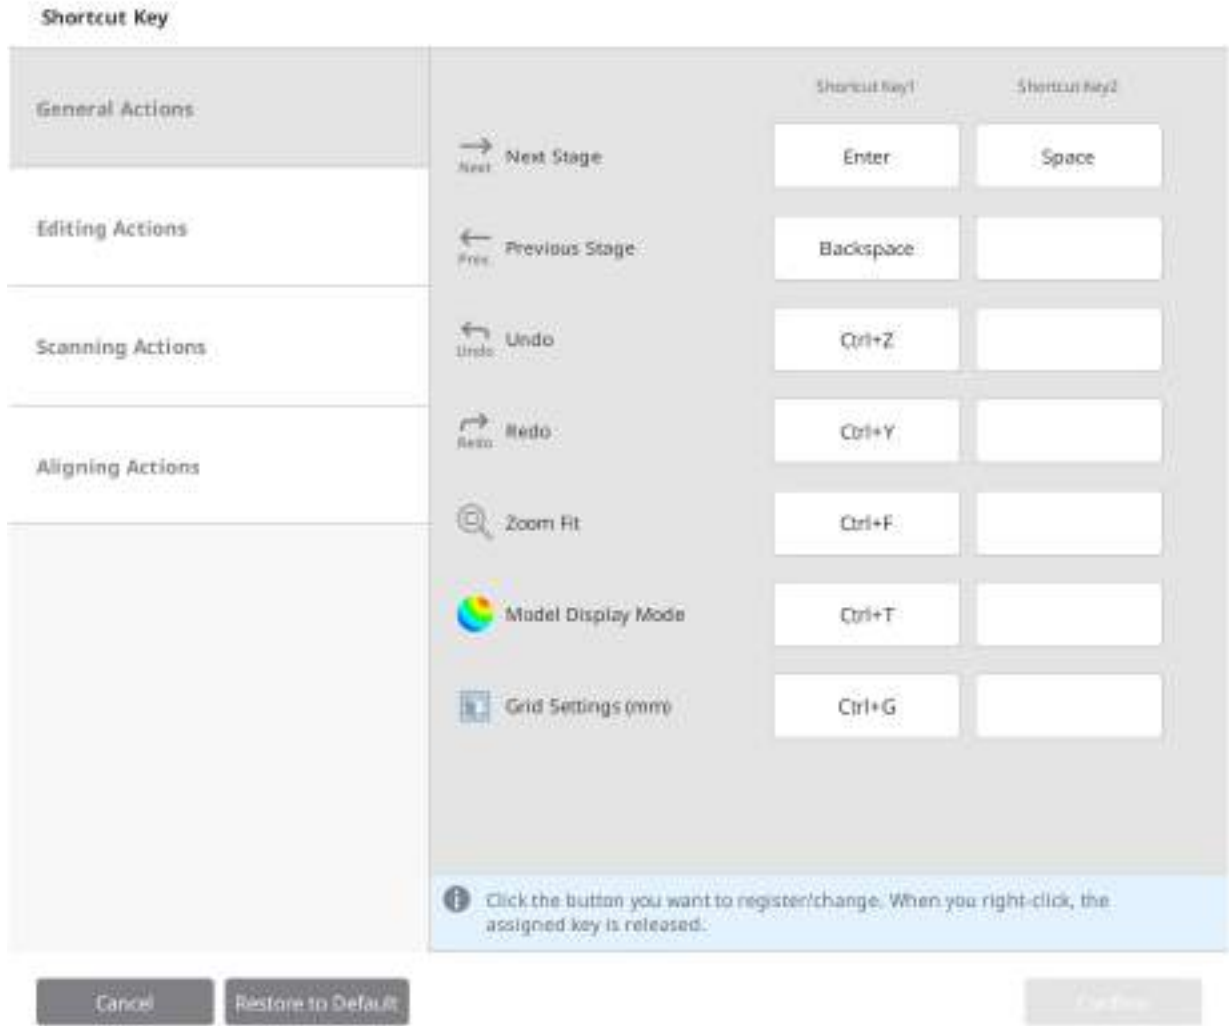 Shortcut Key
General Actions
Editing Actions
Scanning Actions
Aligning Actions
Shortcut Key1 Shortcut Key2
Next Next Stage Enter Space
Prev. Previous Stage Backspace
Undo Undo Ctrl+Z
Redo Redo Ctrl+Y
Zoom Fit Ctrl+F
Model Display Mode Ctrl+T
Grid Settings (mm) Ctrl+G
Click the button you want to register/change. When you right-click, the
assigned key is released.
Cancel Restore to Default Confirm